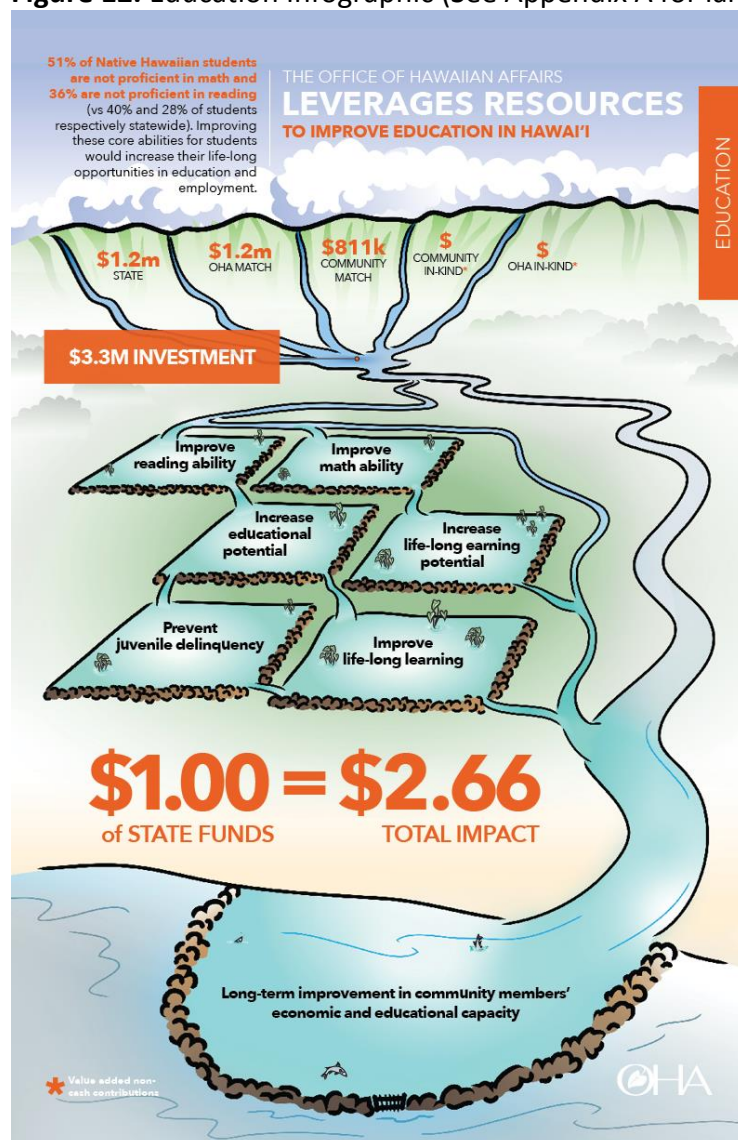 Figure 22: Education Infographic (See Appendix A for lar
51% of Native Hawaiian students
are not proficient in math and
36% are not proficient in reading
(vs 40% and 28% of students
respectively statewide). Improving
these core abilities for students
would increase their life-long
opportunities in education and
employment.
THE OFFICE OF HAWAIIAN AFFAIRS
LEVERAGES RESOURCES
TO IMPROVE EDUCATION IN HAWAI'I
EDUCATION
$1.2m
STATE
$1.2m
OHA MATCH
$811k
COMMUNITY
MATCH
$
COMMUNITY
IN-KIND*
$
OHA IN-KIND*
$3.3M INVESTMENT
Improve
reading ability
Improve
math ability
Increase
educational
potential
Increase
life-long earning
potential
Prevent
juvenile delinquency
Improve
life-long learning
$1.00 = $2.66
of STATE FUNDS
TOTAL IMPACT
Long-term improvement in community members'
economic and educational capacity
* Value added non-
cash contributions
OHA